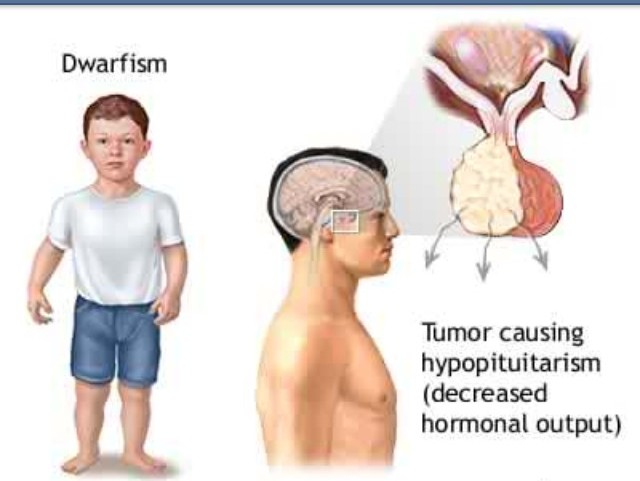 Dwarfism
Tumor causing
hypopituitarism
(decreased
hormonal output)